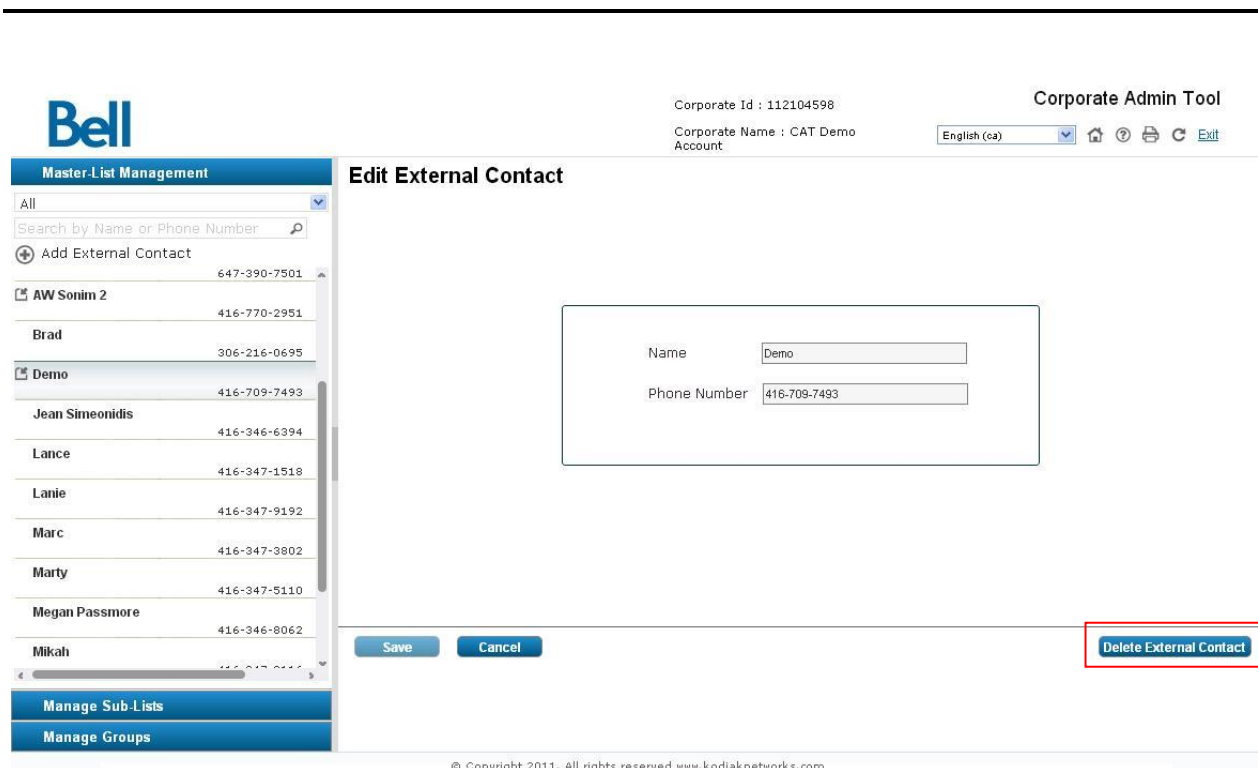 Bell
Corporate Id : 112104598
Corporate Name : CAT Demo
Account
Corporate Admin Tool
English (ca)
Exit
Master-List Management
All
Search by Name or Phone Number
Add External Contact
647-390-7501
AW Sonim 2
416-770-2951
Brad
306-216-0695
Demo
416-709-7493
Jean Simeonidis
416-346-6394
Lance
416-347-1518
Lanie
416-347-9192
Marc
416-347-3802
Marty
416-347-5110
Megan Passmore
416-346-8062
Mikah
Manage Sub-Lists
Manage Groups
Edit External Contact
Name
Demo
Phone Number
416-709-7493
Save
Cancel
Delete External Contact
© Copyright 2011. All rights reserved www.kodiaknetworks.com